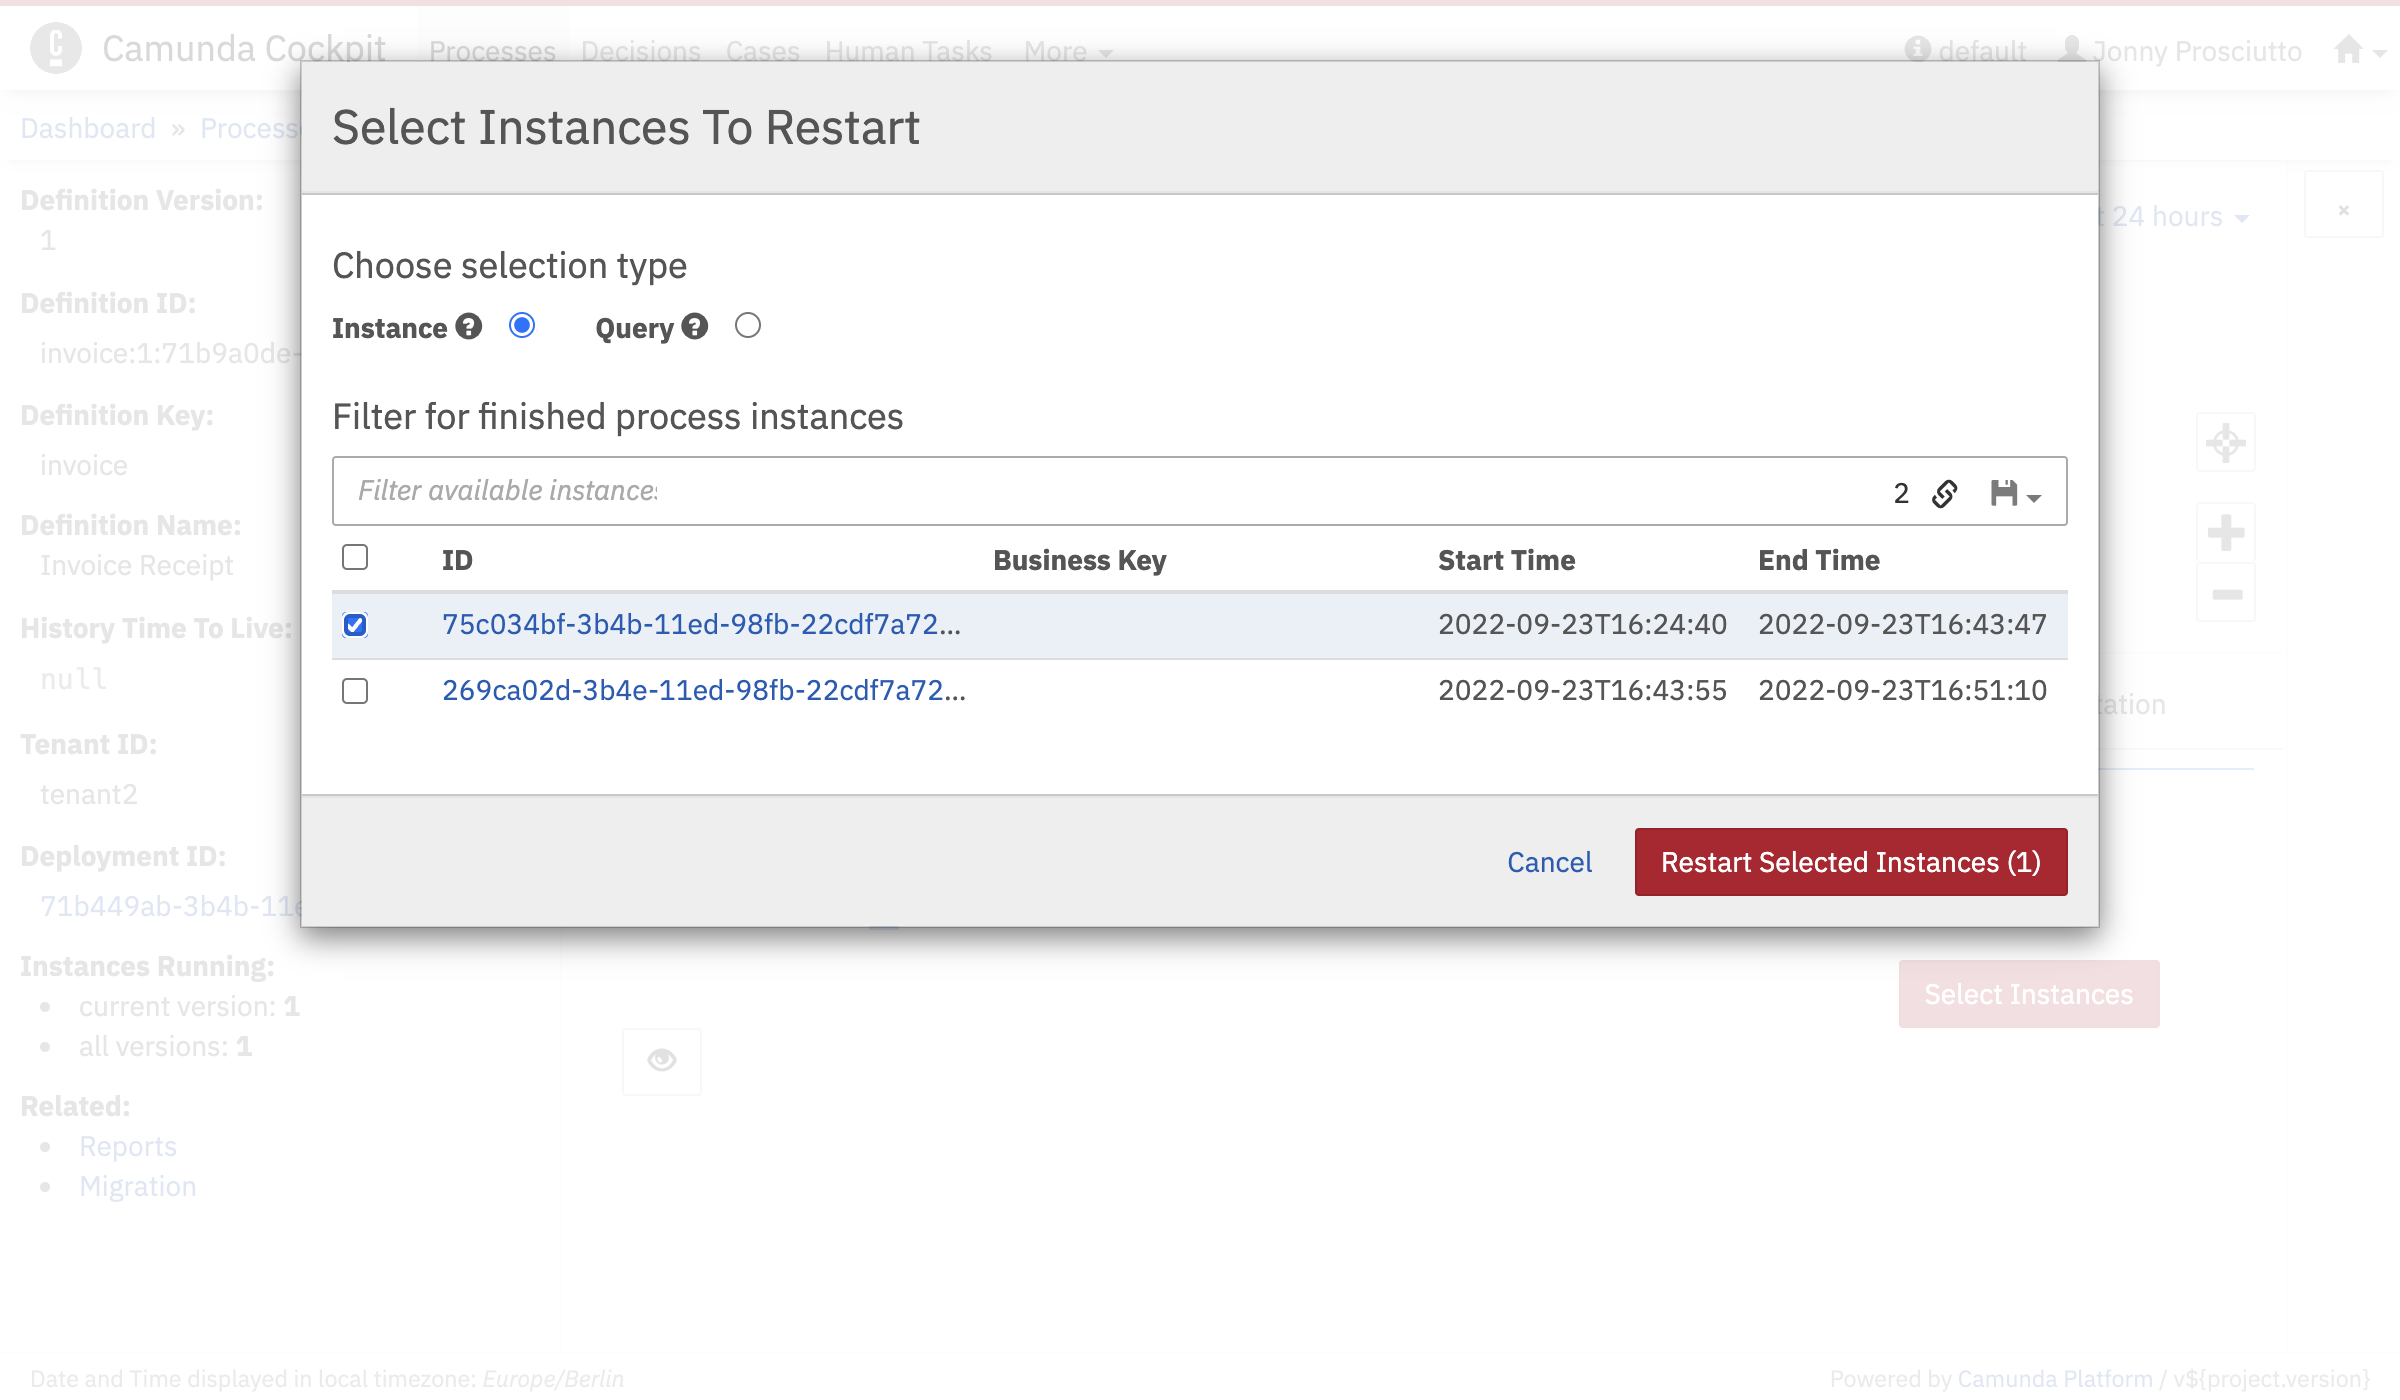 Camunda Cockpit Processes Decisions Cases Human Tasks More default Jonny Prosciutto
Dashboard »
Select Instances To Restart
Definition Version:
1
24 hours
×
Choose selection type
Definition ID:
invoice:1:71b9a0de-
Instance ? Query ?
Definition Key:
invoice
Filter for finished process instances
Filter available instance
2
Definition Name:
Invoice Receipt
ID Business Key Start Time End Time
History Time To Live:
null
75c034bf-3b4b-11ed-98fb-22cdf7a72... 2022-09-23T16:24:40 2022-09-23T16:43:47
269ca02d-3b4e-11ed-98fb-22cdf7a72... 2022-09-23T16:43:55 2022-09-23T16:51:10
Tenant ID:
tenant2
Deployment ID:
71b449ab-3b4b-11e
Cancel Restart Selected Instances (1)
Instances Running:
current version: 1
all versions: 1
Select Instances
Related:
Reports
Migration
Date and Time displayed in local timezone: Europe/Berlin
Powered by Camunda Platform / v${project.version}